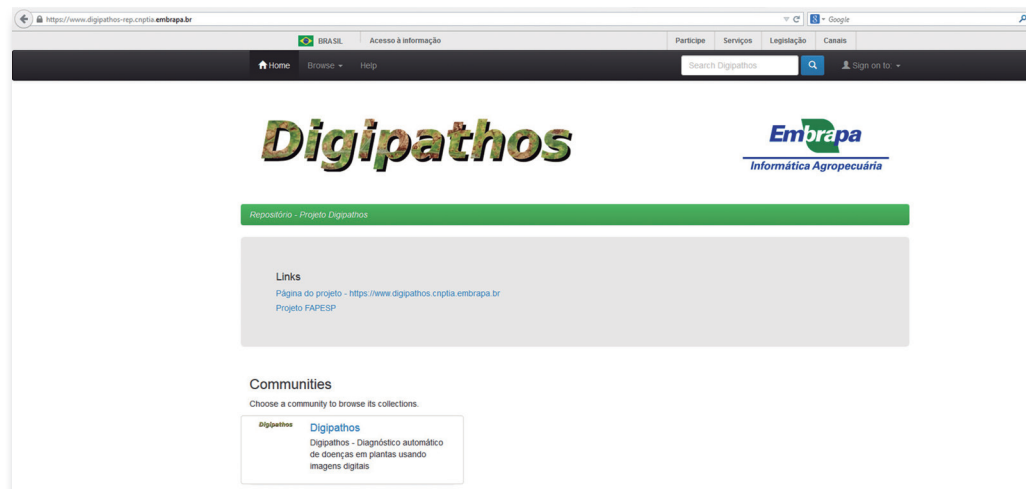 https://www.digipathos-rep.cnptia.embrapa.br
Google
BRASIL Acesso à informação Participe Serviços Legislação Canais
Home Browse Help Search Digipathos Sign on to:
Digipathos
Embrapa
Informática Agropecuária
Repositório - Projeto Digipathos
Links
Página do projeto - https://www.digipathos.cnptia.embrapa.br
Projeto FAPESP
Communities
Choose a community to browse its collections.
Digipathos
Digipathos
Digipathos - Diagnóstico automático
de doenças em plantas usando
imagens digitais